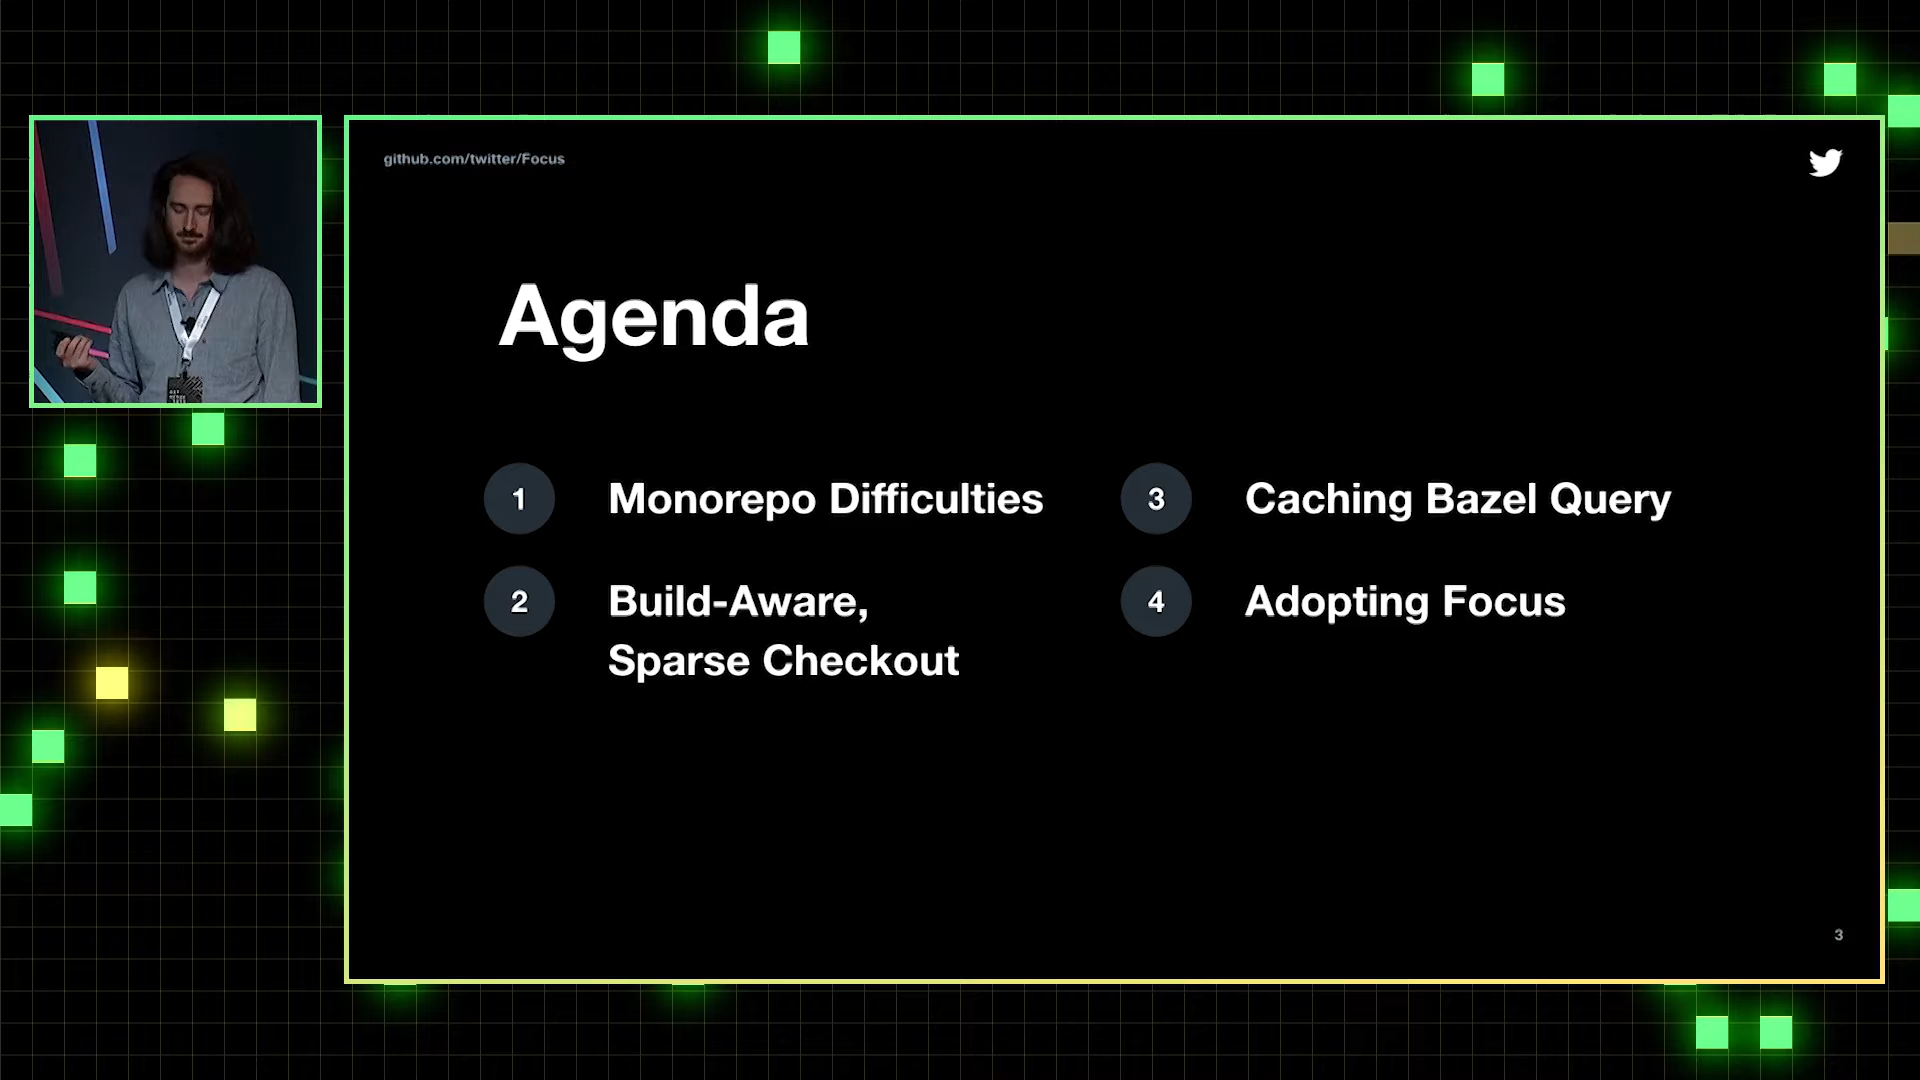 github.com/twitter/Focus
Agenda
1 Monorepo Difficulties
2 Build-Aware,
Sparse Checkout
3 Caching Bazel Query
4 Adopting Focus
3